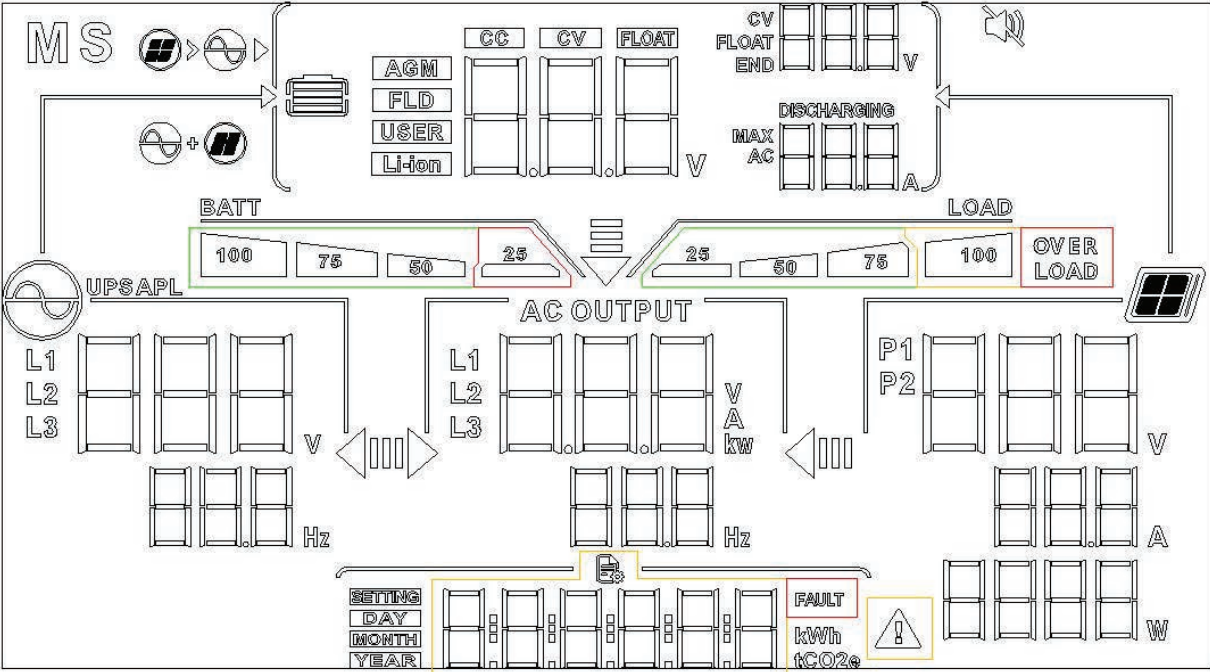 MS
CC CV FLOAT
AGM
FLD
USER
Li-ion
V
CV
FLOAT
END
V
DISCHARGING
MAX
AC
A
BATT
100 75 50 25
LOAD
25 50 75 100
OVER
LOAD
UPSAPL
AC OUTPUT
L1
L2
L3
V
Hz
L1
L2
L3
V
A
kw
Hz
P1
P2
V
A
W
SETTING
DAY
MONTH
YEAR
FAULT
kWh
tCO2e